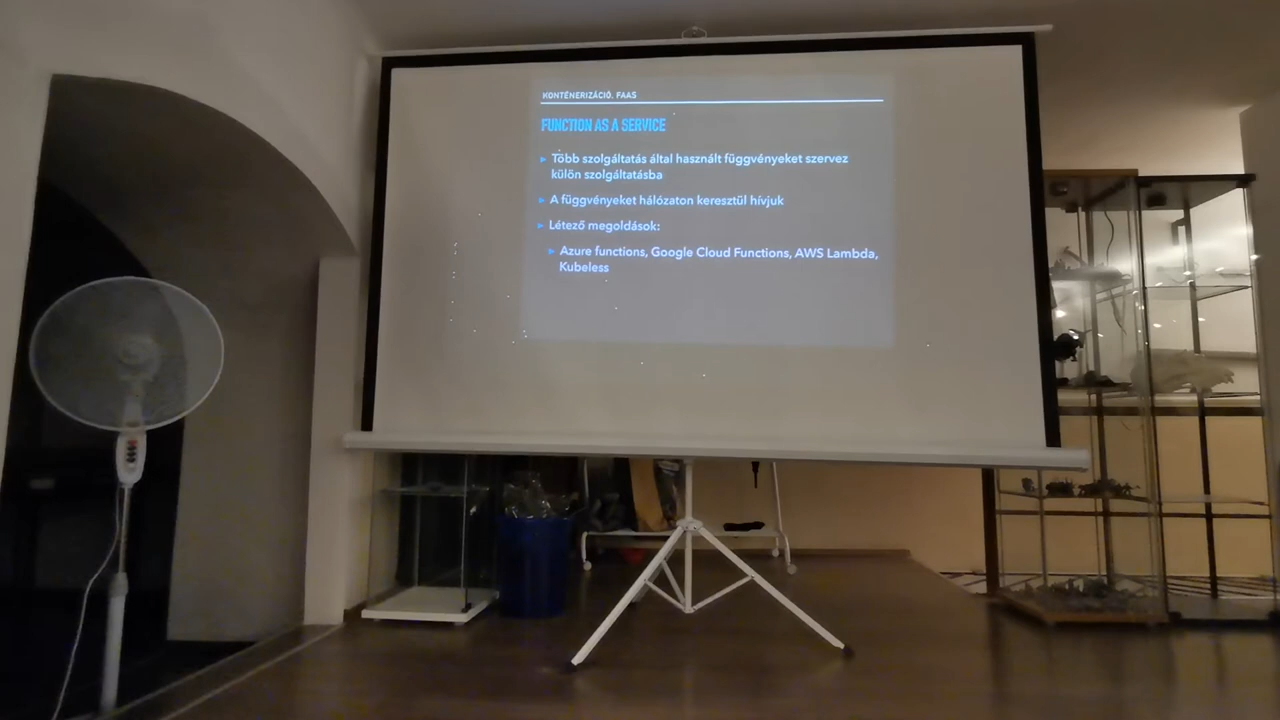 KONTÉNERIZÁCIÓ, FAAS
FUNCTION AS A SERVICE
▸ Több szolgáltatás által használt függvényeket szervez
külön szolgáltatásba
▸ A függvényeket hálózaton keresztül hívjuk
▸ Létező megoldások:
▸ Azure functions, Google Cloud Functions, AWS Lambda,
Kubeless